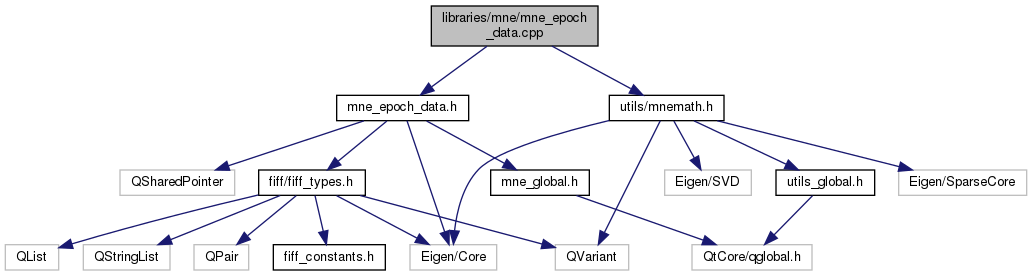 libraries/mne/mne_epoch
_data.cpp
mne_epoch_data.h
utils/mnemath.h
QSharedPointer
fiff/fiff_types.h
mne_global.h
Eigen/SVD
utils_global.h
Eigen/SparseCore
QList
QStringList
QPair
fiff_constants.h
Eigen/Core
QVariant
QtCore/qglobal.h